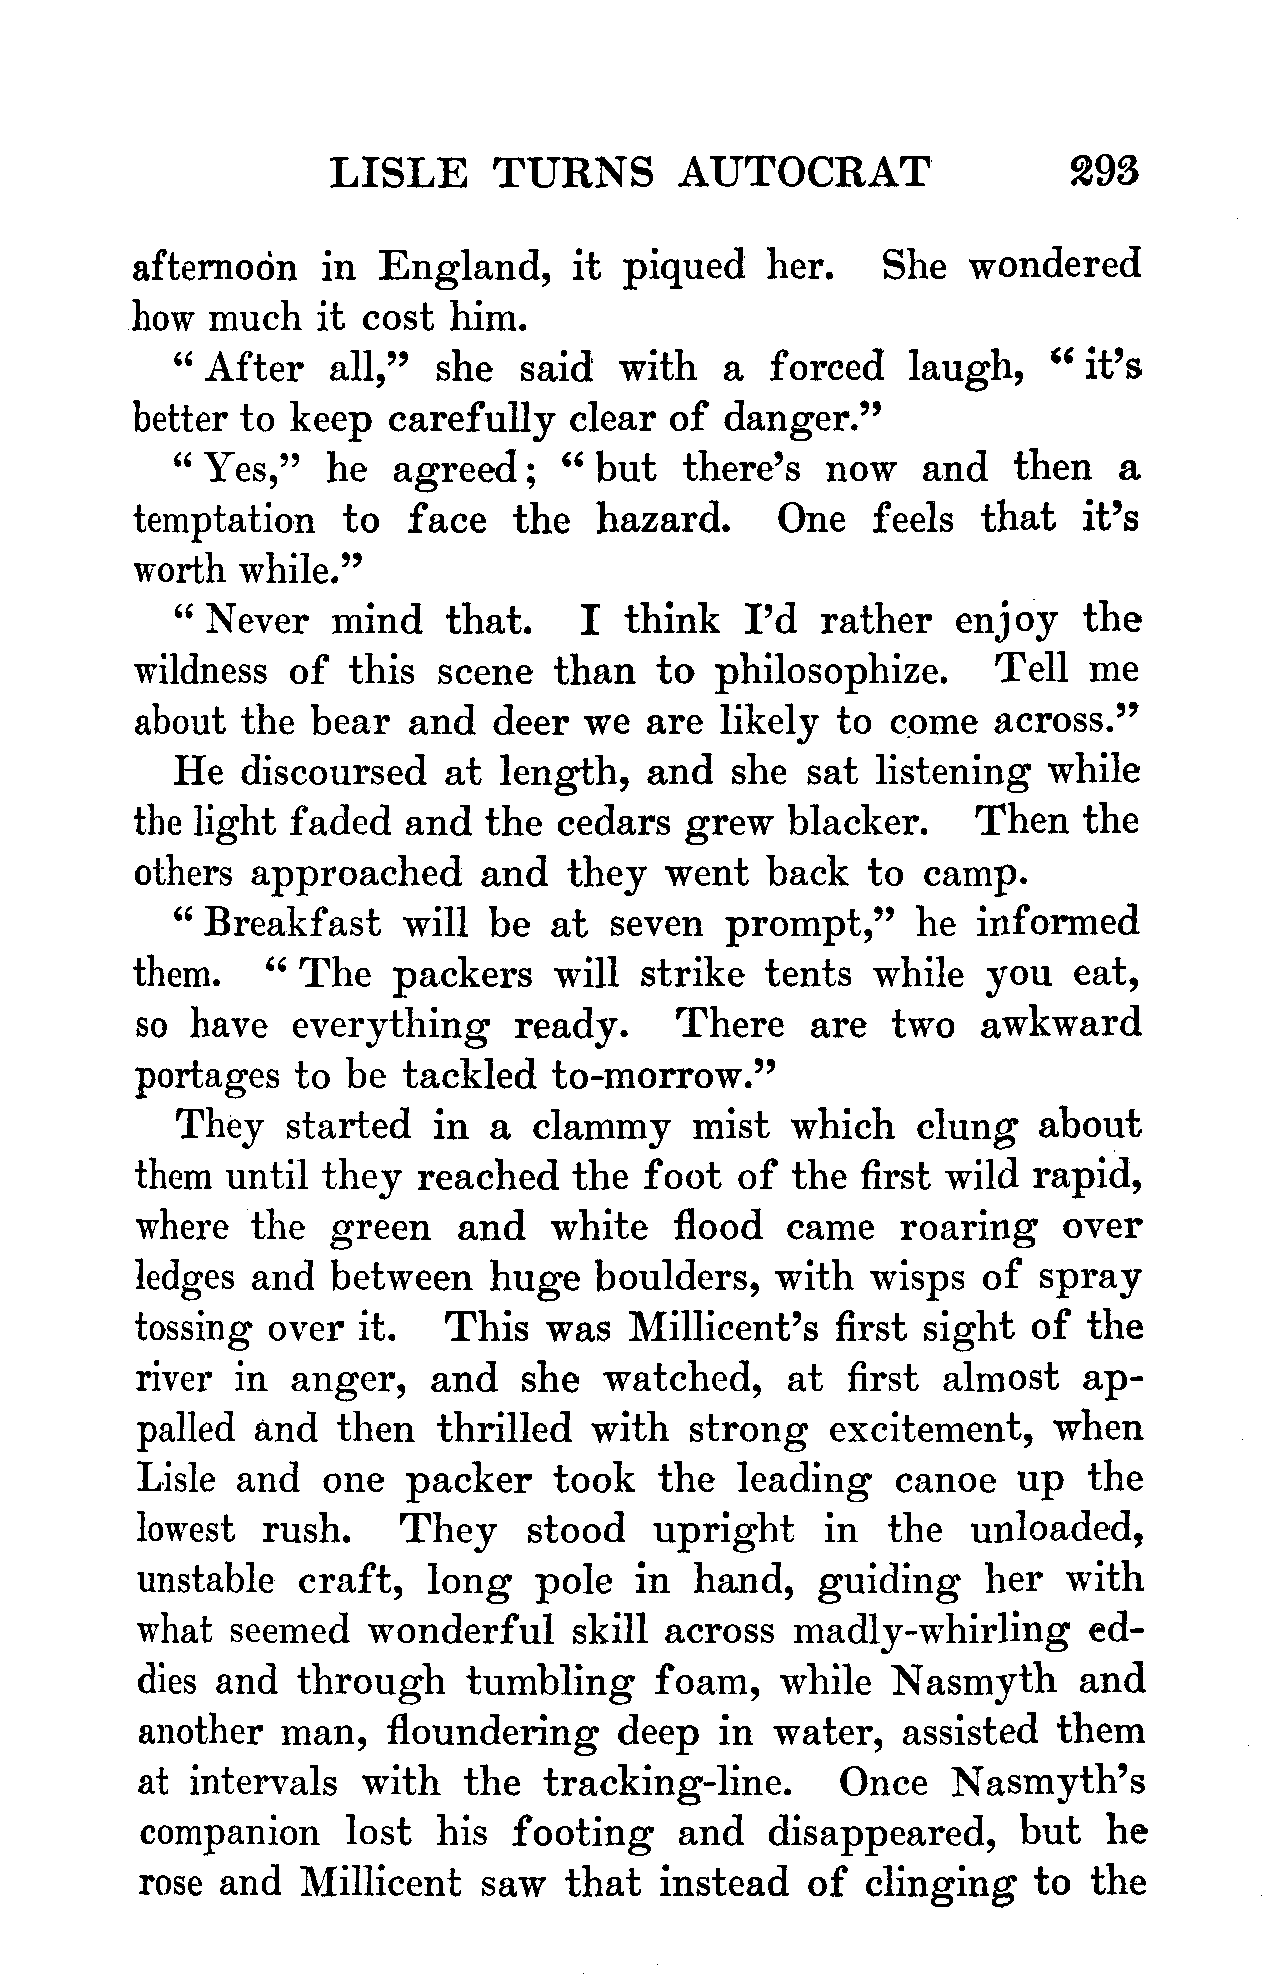 LISLE TURNS AUTOCRAT 293
afternoon in England, it piqued her. She wondered
how much it cost him.
“ After all,” she said with a forced laugh, “ it’s
better to keep carefully clear of danger.”
“ Yes,” he agreed; “ but there’s now and then a
temptation to face the hazard. One feels that it’s
worth while.”
“ Never mind that. I think I’d rather enjoy the
wildness of this scene than to philosophize. Tell me
about the bear and deer we are likely to come across.”
He discoursed at length, and she sat listening while
the light faded and the cedars grew blacker. Then the
others approached and they went back to camp.
“ Breakfast will be at seven prompt,” he informed
them. “ The packers will strike tents while you eat,
so have everything ready. There are two awkward
portages to be tackled to-morrow.”
They started in a clammy mist which clung about
them until they reached the foot of the first wild rapid,
where the green and white flood came roaring over
ledges and between huge boulders, with wisps of spray
tossing over it. This was Millicent’s first sight of the
river in anger, and she watched, at first almost ap-
palled and then thrilled with strong excitement, when
Lisle and one packer took the leading canoe up the
lowest rush. They stood upright in the unloaded,
unstable craft, long pole in hand, guiding her with
what seemed wonderful skill across madly-whirling ed-
dies and through tumbling foam, while Nasmyth and
another man, floundering deep in water, assisted them
at intervals with the tracking-line. Once Nasmyth’s
companion lost his footing and disappeared, but he
rose and Millicent saw that instead of clinging to the